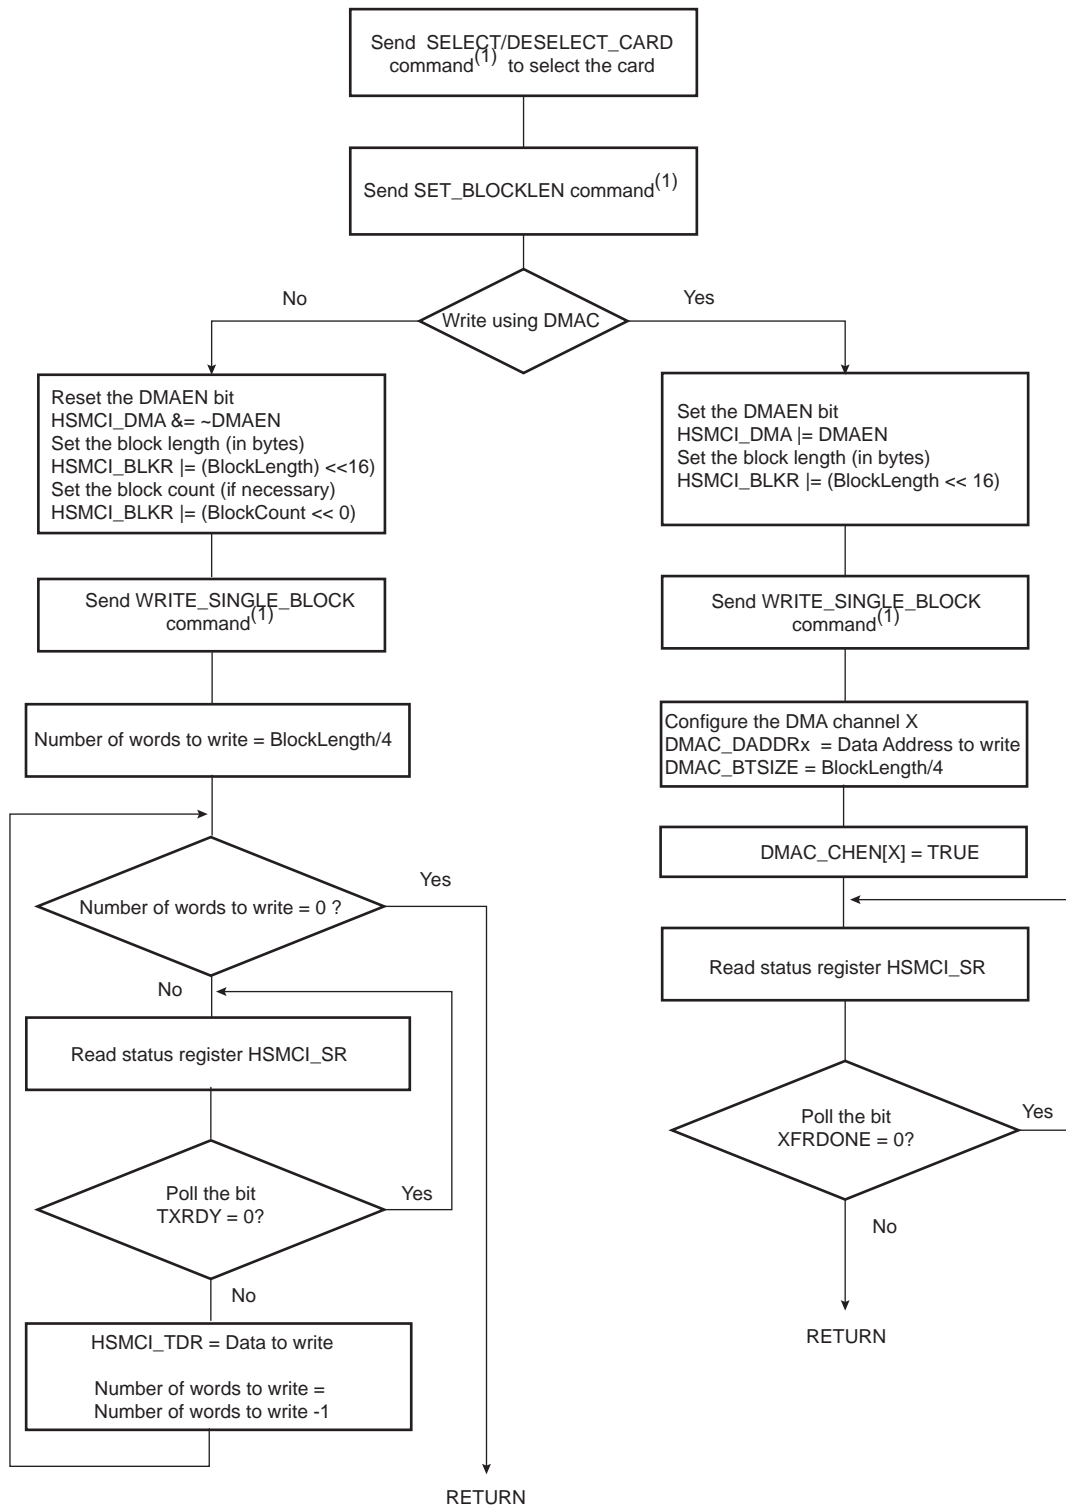 Send SELECT/DESELECT_CARD
command(1) to select the card
Send SET_BLOCKLEN command(1)
No
Yes
Write using DMAC
Reset the DMAEN bit
HSMCI_DMA &= ~DMAEN
Set the block length (in bytes)
HSMCI_BLKR |= (BlockLength) <<16)
Set the block count (if necessary)
HSMCI_BLKR |= (BlockCount << 0)
Send WRITE_SINGLE_BLOCK
command(1)
Number of words to write = BlockLength/4
Number of words to write = 0 ?
Yes
No
Read status register HSMCI_SR
Poll the bit
TXRDY = 0?
Yes
No
HSMCI_TDR = Data to write
Number of words to write =
Number of words to write -1
RETURN
Set the DMAEN bit
HSMCI_DMA |= DMAEN
Set the block length (in bytes)
HSMCI_BLKR |= (BlockLength << 16)
Send WRITE_SINGLE_BLOCK
command(1)
Configure the DMA channel X
DMAC_DADDRx = Data Address to write
DMAC_BTSIZE = BlockLength/4
DMAC_CHEN[X] = TRUE
Read status register HSMCI_SR
Poll the bit
XFRDONE = 0?
Yes
No
RETURN